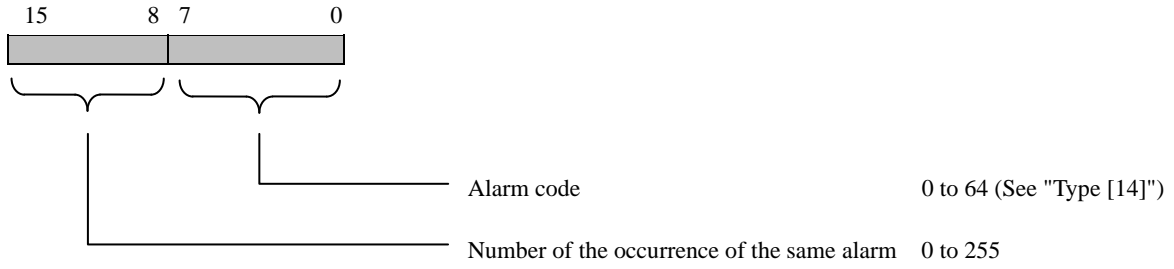 15 8 7 0
Alarm code 0 to 64 (See "Type [14]")
Number of the occurrence of the same alarm 0 to 255